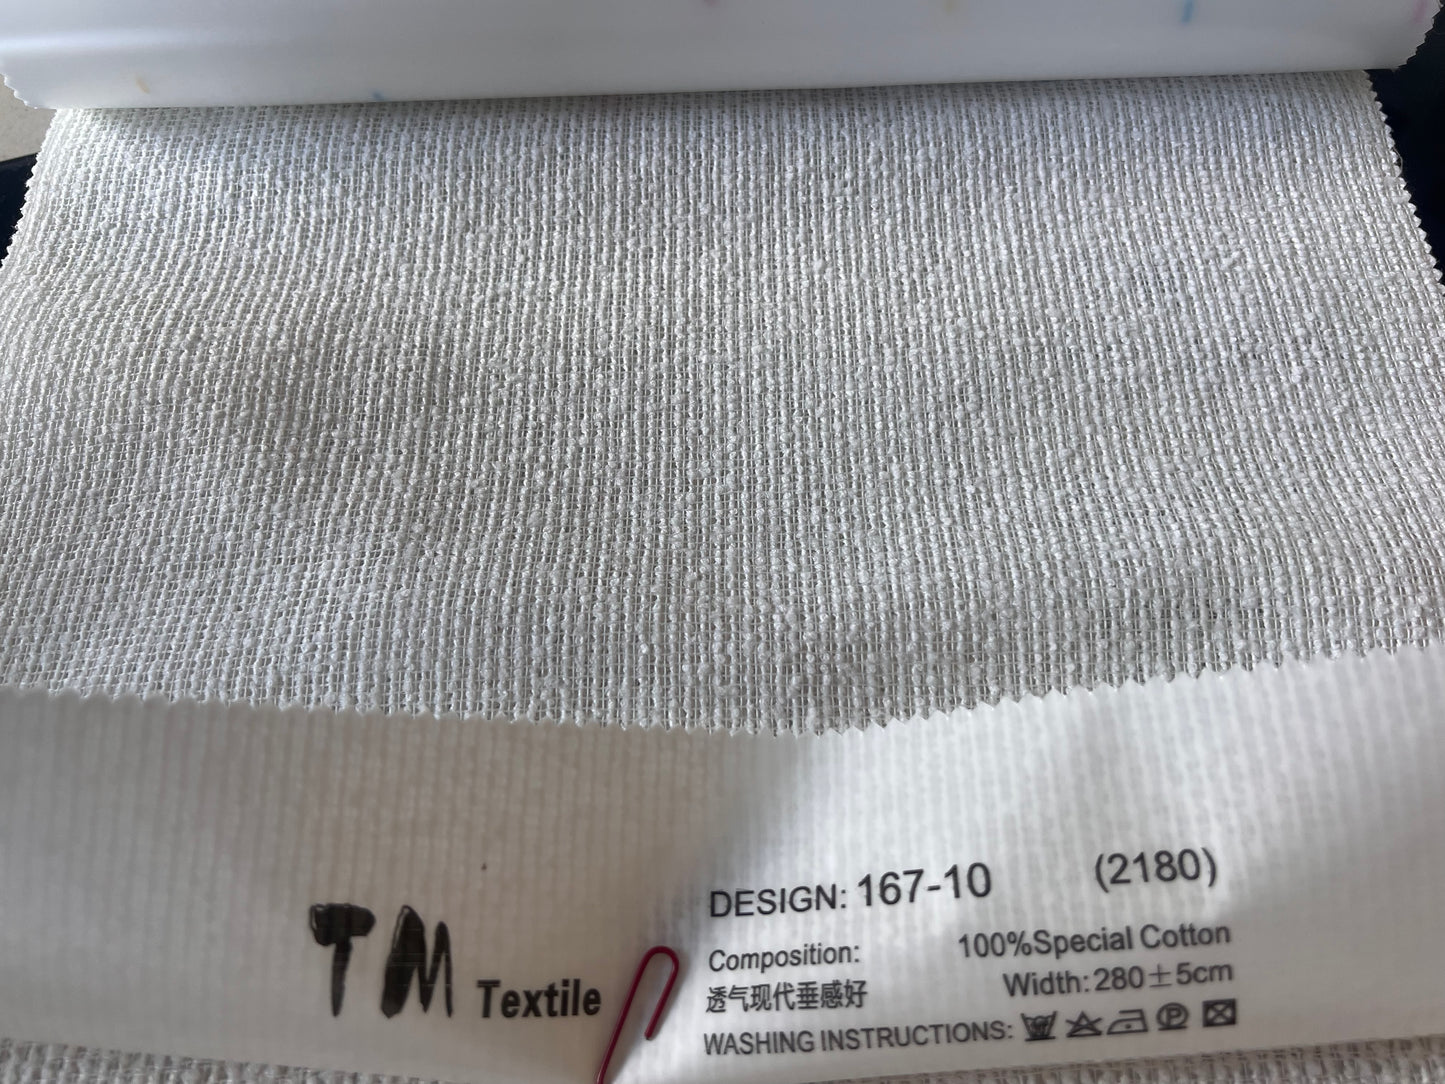 TM Textile
DESIGN: 167-10 (2180)
Composition: 100%Special Cotton
透气现代垂感好 Width: 280±5cm
WASHING INSTRUCTIONS: